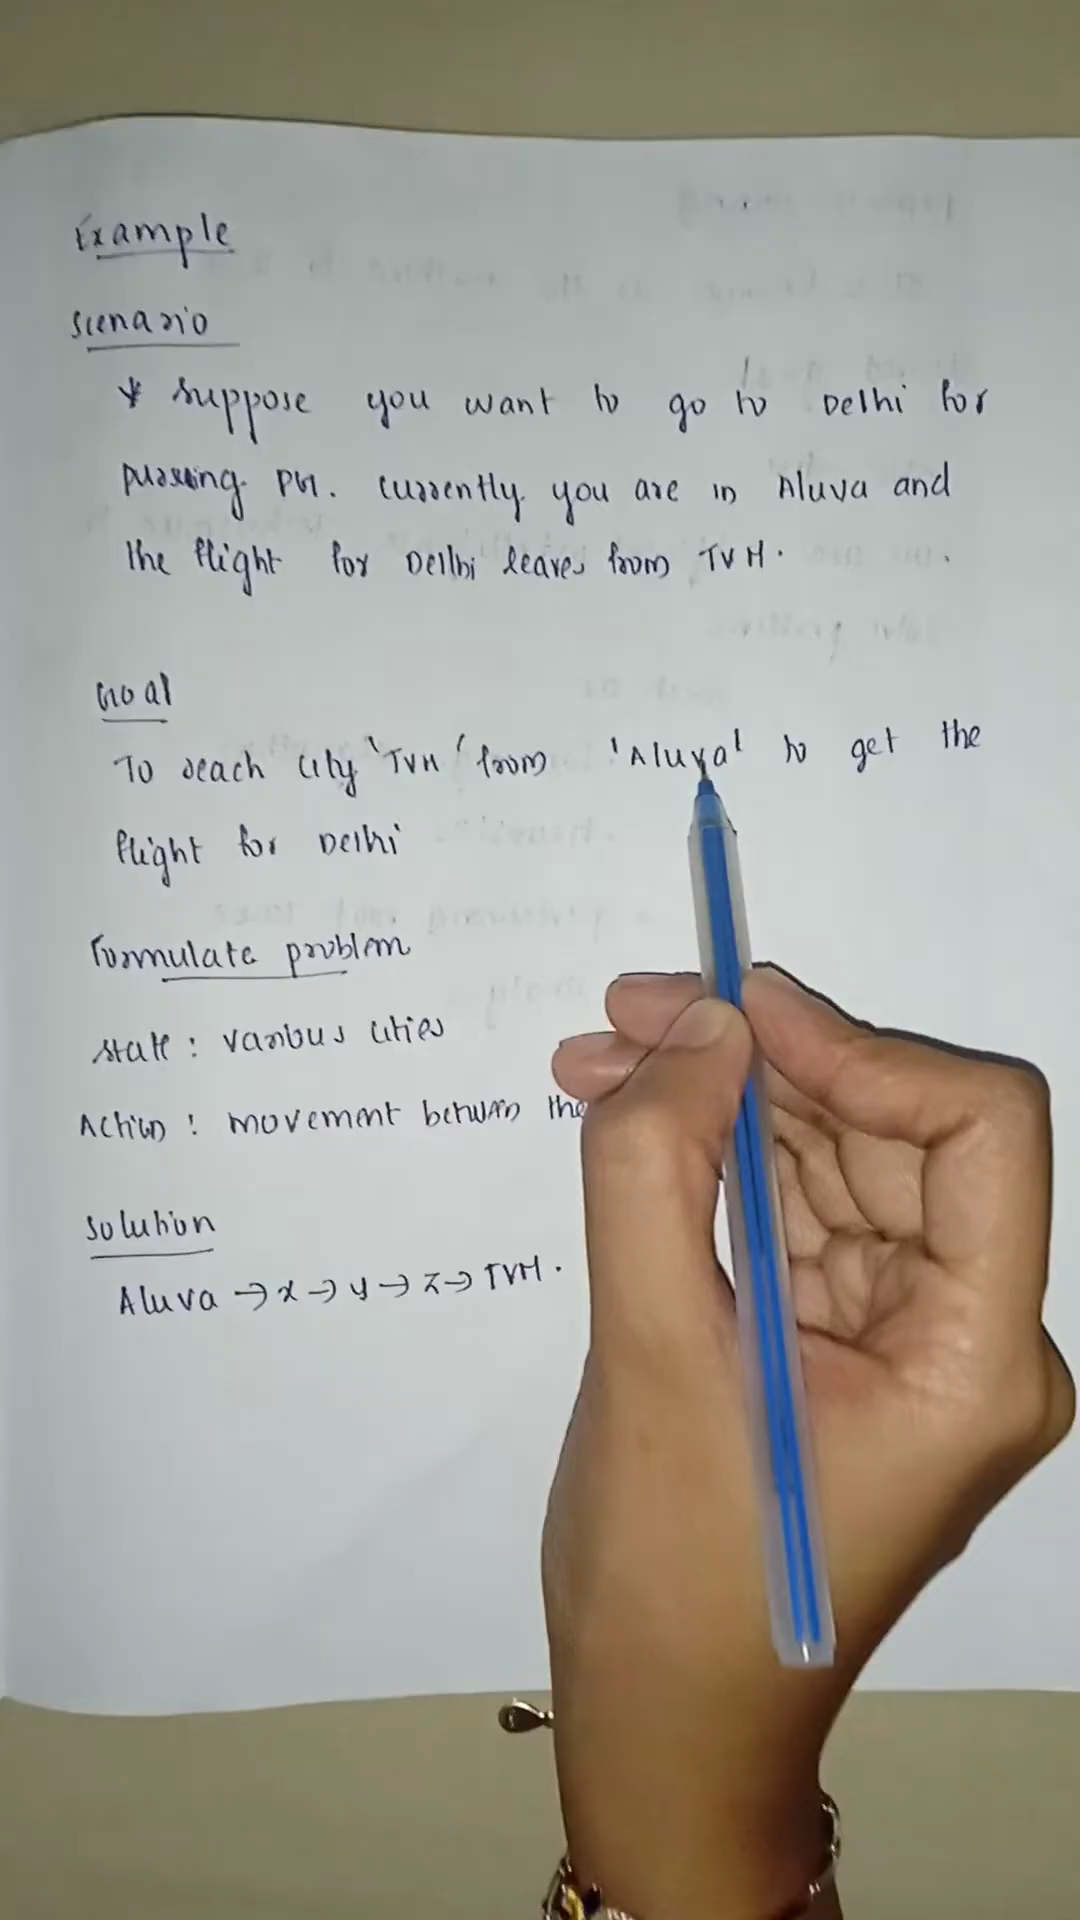 Example
Scenario
* Suppose you want to go to Delhi for
pursuing PG. Currently you are in Aluva and
the flight for Delhi leaves from TVM.
Goal
To reach city 'TVM' from 'Aluva' to get the
flight for Delhi
Formulate problem
State : various cities
Action : movement between the
Solution
Aluva → x → y → z → TVM.